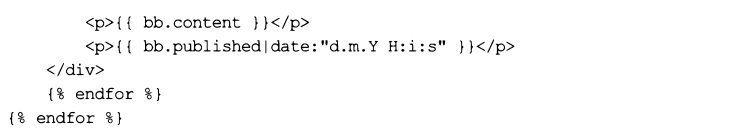 <p>{{ bb.content }}</p>
<p>{{ bb.published|date:"d.m.Y H:i:s" }}</p>
</div>
{% endfor %}
{% endfor %}